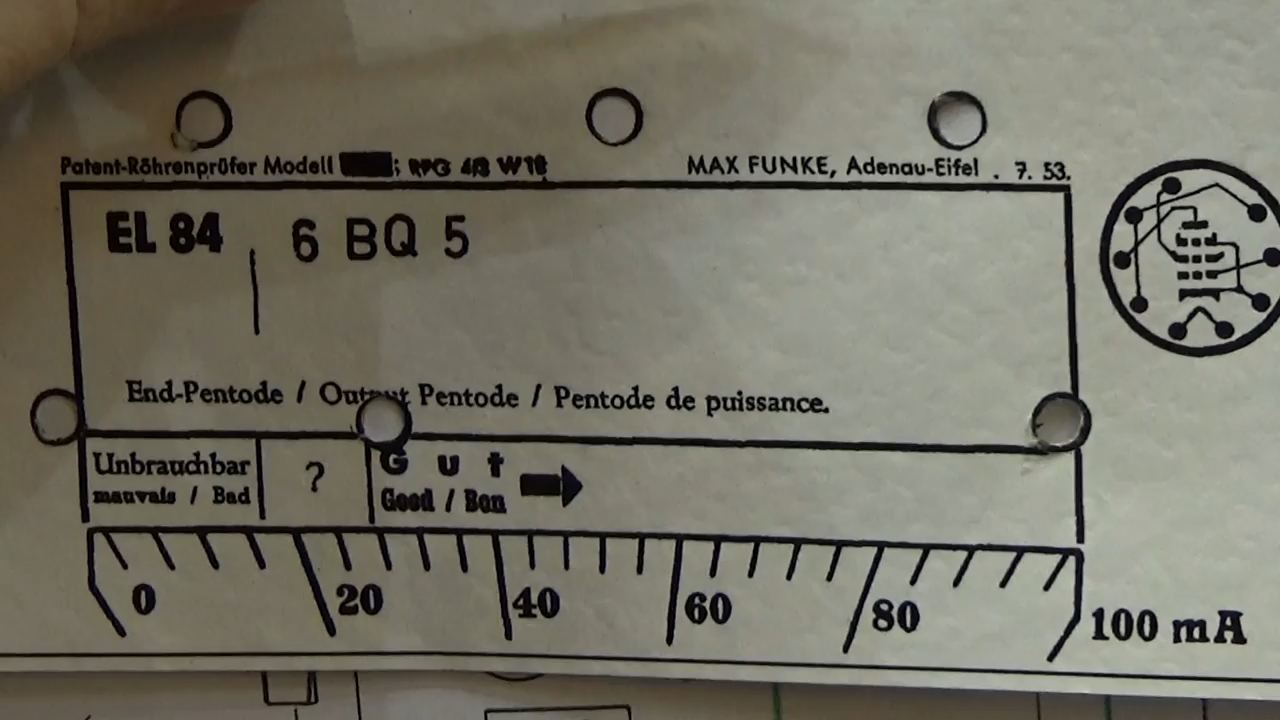 Patent-Röhrenprüfer Modell ; RPG 4/3 W19 MAX FUNKE, Adenau-Eifel . 7. 53.
EL 84 6 BQ 5
End-Pentode / Output Pentode / Pentode de puissance.
Unbrauchbar ? Gut
mauvais / Bad Good / Bon
0 20 40 60 80 100 mA